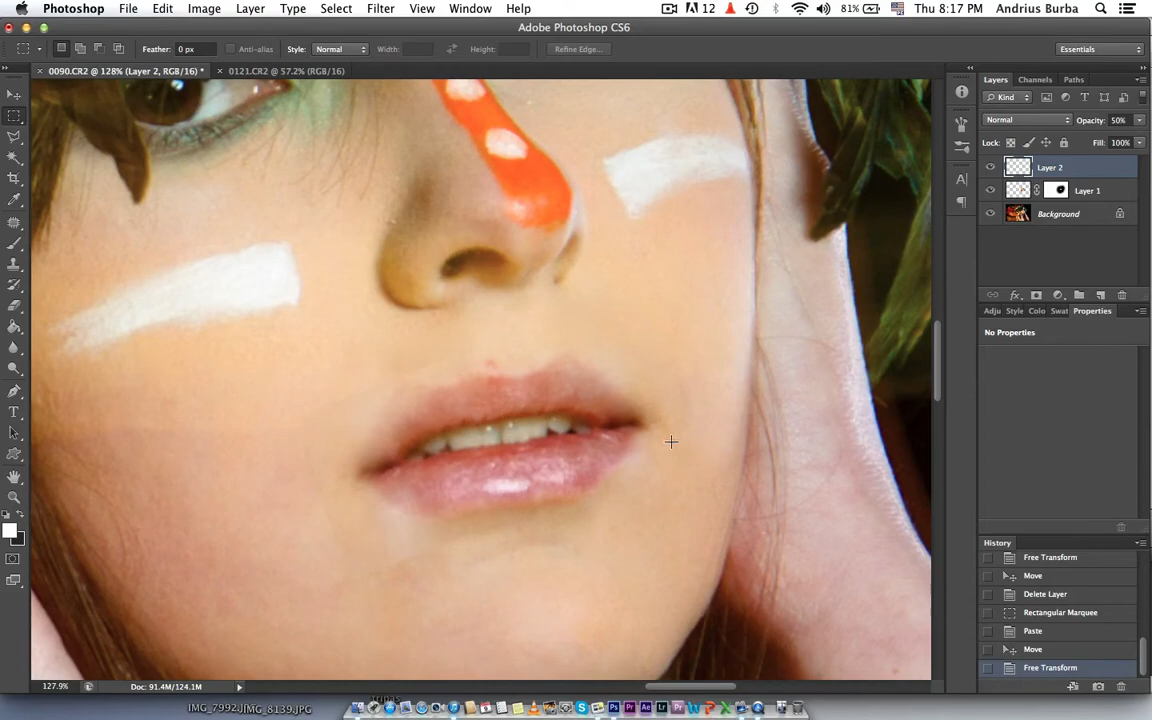 Photoshop File Edit Image Layer Type Select Filter View Window Help 12 81% Thu 8:17 PM Andrius Burba
Adobe Photoshop CS6
Feather: 0 px Anti-alias Style: Normal Width: Height: Refine Edge... Essentials
× 0090.CR2 @ 128% (Layer 2, RGB/16) * × 0121.CR2 @ 57.2% (RGB/16)
Layers Channels Paths
Kind
Normal Opacity: 50%
Lock: Fill: 100%
Layer 2
Layer 1
Background
fx
Adju Style Colo Swat Properties
No Properties
History
Free Transform
Move
Delete Layer
Rectangular Marquee
Paste
Move
Free Transform
127.9% Doc: 91.4M/124.1M